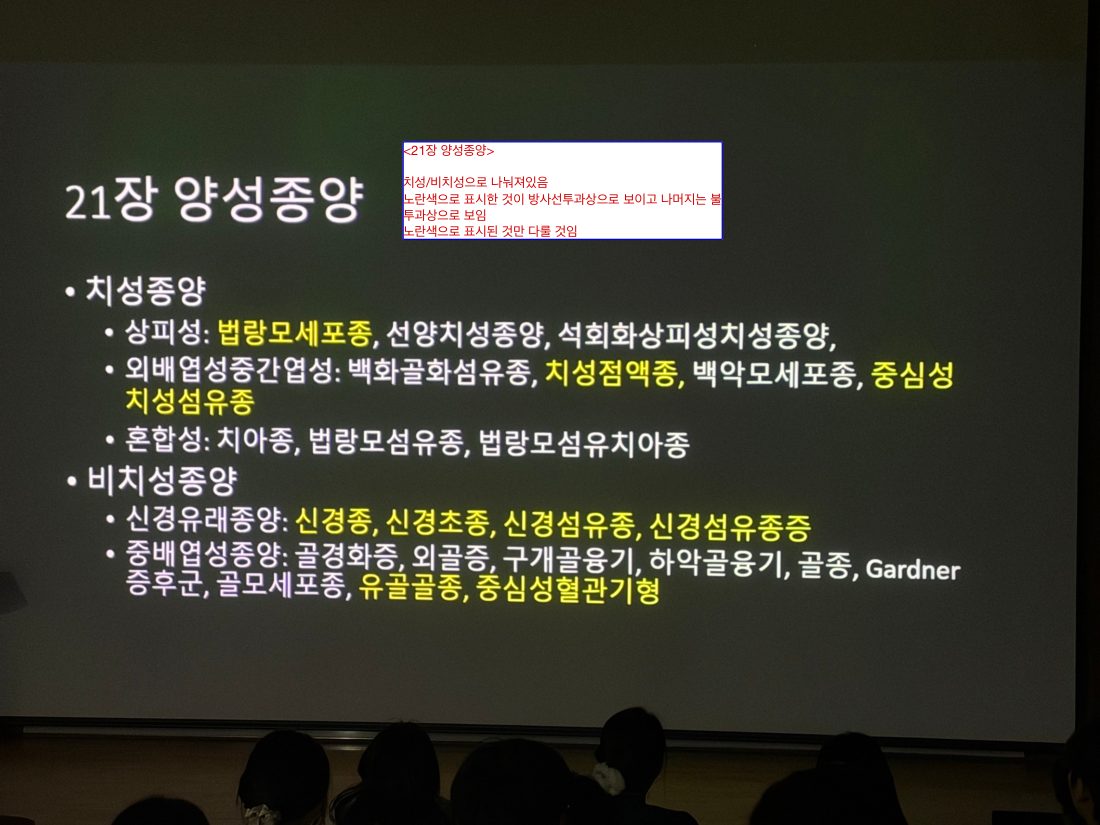 21장 양성종양
<21장 양성종양>
치성/비치성으로 나눠져있음
노란색으로 표시한 것이 방사선투과상으로 보이고 나머지는 불
투과상으로 보임
노란색으로 표시된 것만 다룰 것임
• 치성종양
• 상피성: 법랑모세포종, 선양치성종양, 석회화상피성치성종양,
• 외배엽성중간엽성: 백화골화섬유종, 치성점액종, 백악모세포종, 중심성
치성섬유종
• 혼합성: 치아종, 법랑모섬유종, 법랑모섬유치아종
• 비치성종양
• 신경유래종양: 신경종, 신경초종, 신경섬유종, 신경섬유종증
• 중배엽성종양: 골경화증, 외골증, 구개골융기, 하악골융기, 골종, Gardner
증후군, 골모세포종, 유골골종, 중심성혈관기형